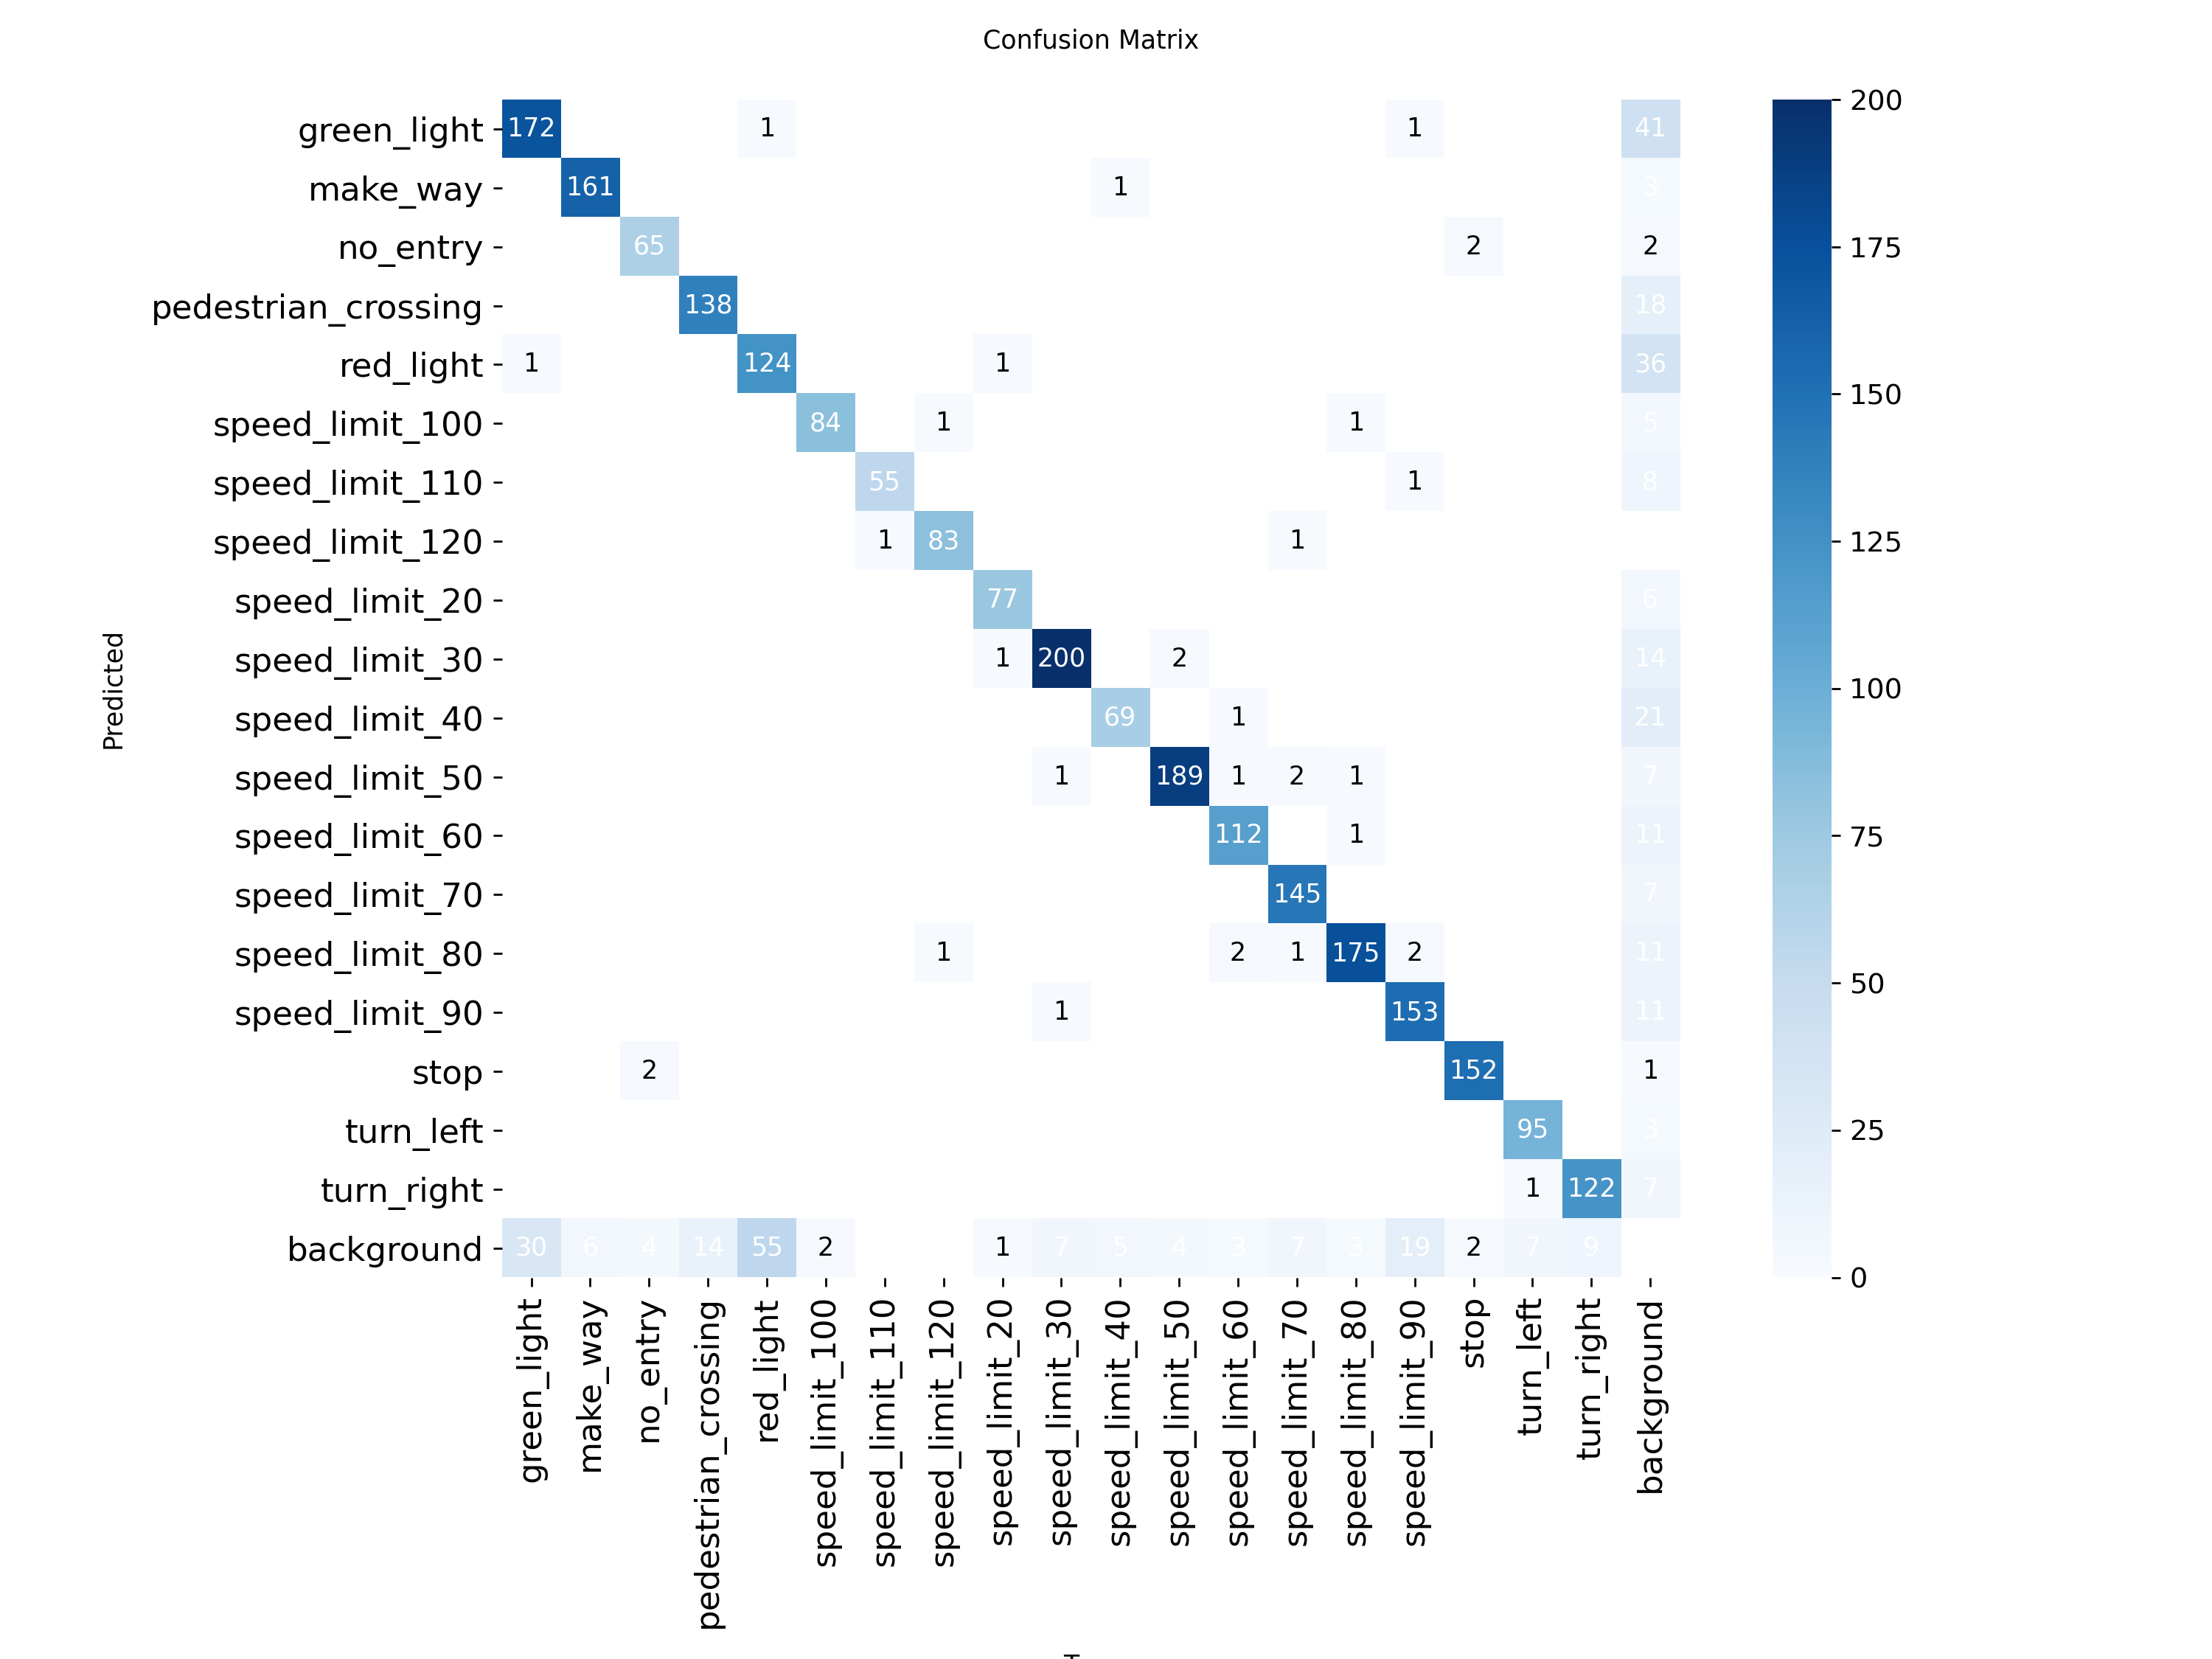 Confusion Matrix
green_light 172 1 1 41
make_way 161 1 3
no_entry 65 2 2
pedestrian_crossing 138 18
red_light 1 124 1 36
speed_limit_100 84 1 1 5
speed_limit_110 55 1 8
speed_limit_120 1 83 1
speed_limit_20 77 6
speed_limit_30 1 200 2 14
speed_limit_40 69 1 21
speed_limit_50 1 189 1 2 1 7
speed_limit_60 112 1 11
speed_limit_70 145 7
speed_limit_80 1 2 1 175 2 11
speed_limit_90 1 153 11
stop 2 152 1
turn_left 95 3
turn_right 1 122 7
background 30 6 4 14 55 2 1 7 5 4 3 7 3 19 2 7 9
Predicted
green_light
make_way
no_entry
pedestrian_crossing
red_light
speed_limit_100
speed_limit_110
speed_limit_120
speed_limit_20
speed_limit_30
speed_limit_40
speed_limit_50
speed_limit_60
speed_limit_70
speed_limit_80
speed_limit_90
stop
turn_left
turn_right
background
200
175
150
125
100
75
50
25
0